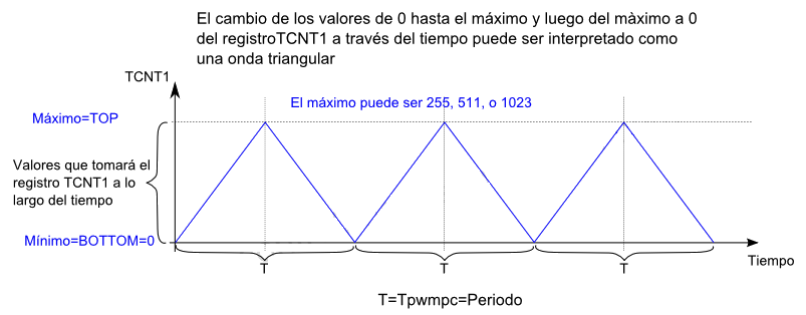 El cambio de los valores de 0 hasta el máximo y luego del màximo a 0
del registroTCNT1 a través del tiempo puede ser interpretado como
una onda triangular
TCNT1
El máximo puede ser 255, 511, o 1023
Máximo=TOP
Valores que tomará el
registro TCNT1 a lo
largo del tiempo
Mínimo=BOTTOM=0
T
T
T
Tiempo
T=Tpwmpc=Periodo